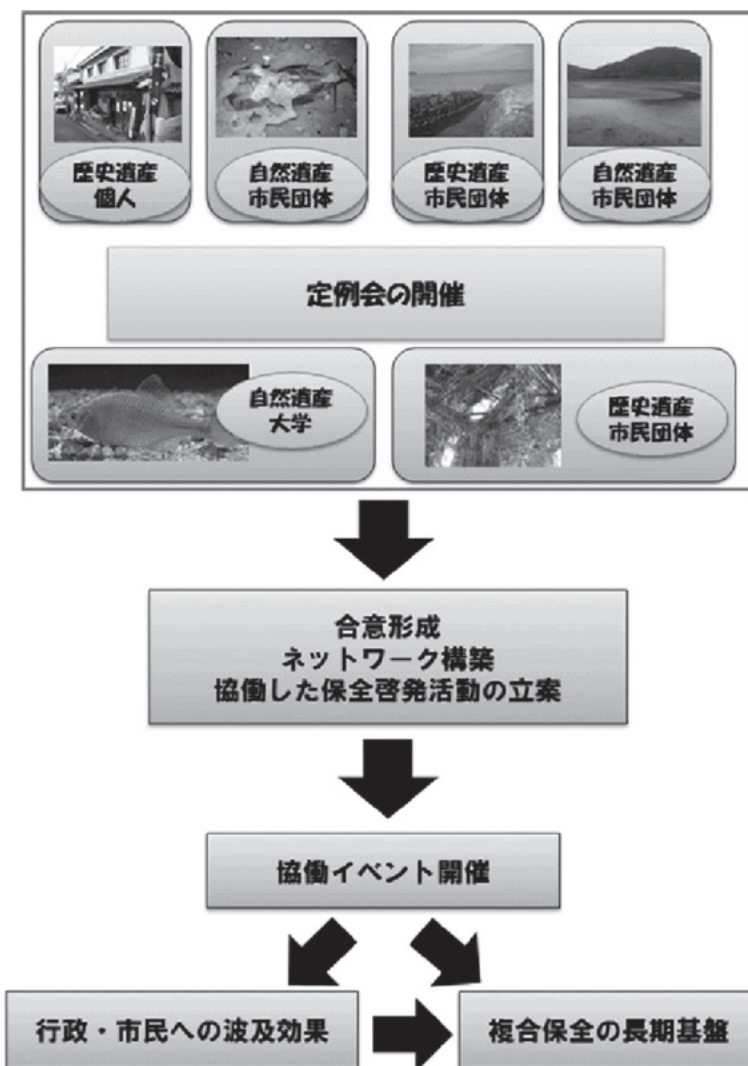 歴史遺産
個人
自然遺産
市民団体
歴史遺産
市民団体
自然遺産
市民団体
定例会の開催
自然遺産
大学
歴史遺産
市民団体
合意形成
ネットワーク構築
協働した保全啓発活動の立案
協働イベント開催
行政・市民への波及効果
複合保全の長期基盤